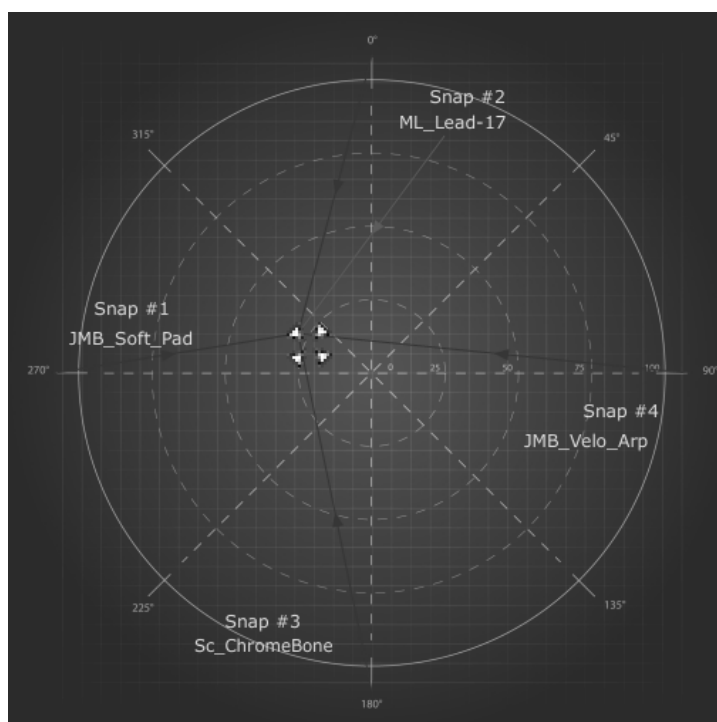 0°
Snap #2
ML_Lead-17
315°
45°
Snap #1
JMB_Soft_Pad
270°
0 25 50 75 100
90°
Snap #4
JMB_Velo_Arp
225°
135°
Snap #3
Sc_ChromeBone
180°